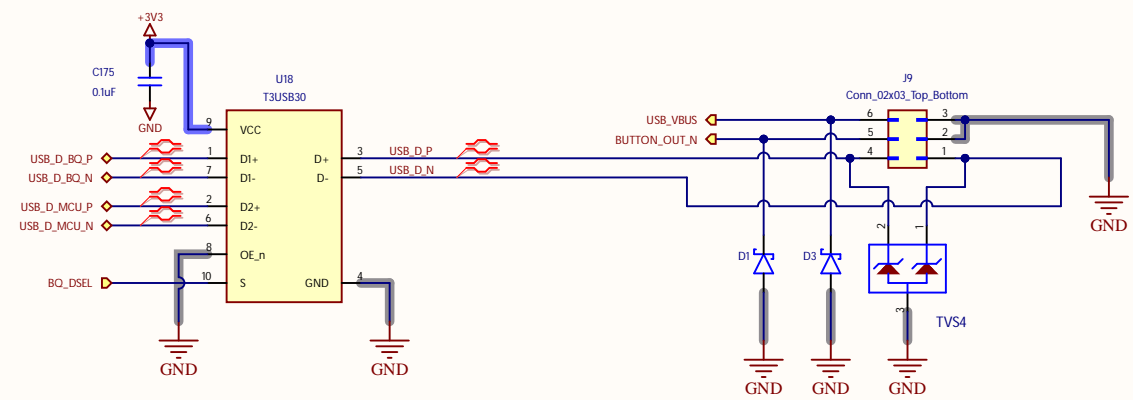 +3V3
C175
0.1uF
GND
U18
T3USB30
9
VCC
USB_D_BQ_P
1
D1+
D+
3
USB_D_P
USB_D_BQ_N
7
D1-
D-
5
USB_D_N
USB_D_MCU_P
2
D2+
USB_D_MCU_N
6
D2-
8
OE_n
BQ_DSEL
10
S
GND
4
GND
GND
J9
Conn_02x03_Top_Bottom
USB_VBUS
6
3
BUTTON_OUT_N
5
2
4
1
GND
2
1
D1
D3
3
TVS4
GND
GND
GND